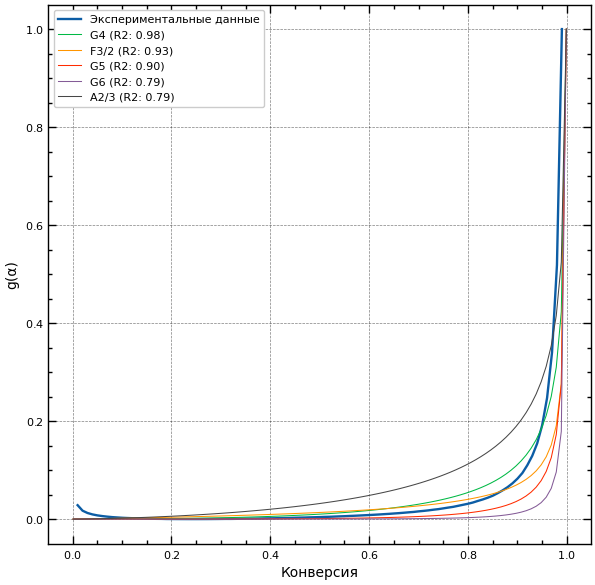 Экспериментальные данные
G4 (R2: 0.98)
F3/2 (R2: 0.93)
G5 (R2: 0.90)
G6 (R2: 0.79)
A2/3 (R2: 0.79)
1.0
0.8
0.6
0.4
0.2
0.0
g(α)
0.0 0.2 0.4 0.6 0.8 1.0
Конверсия